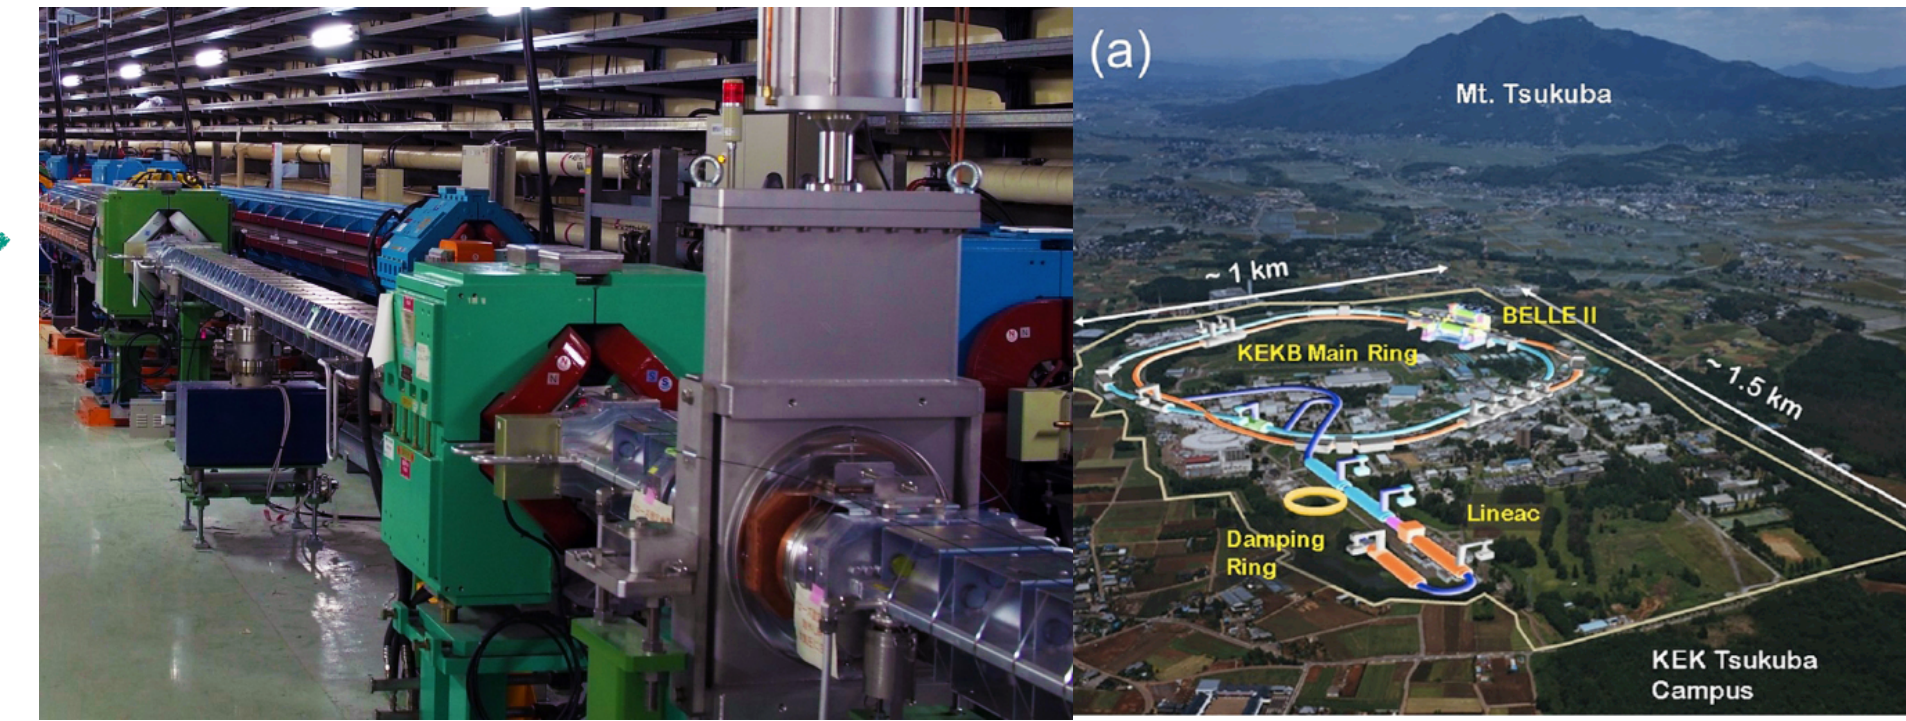 (a)
Mt. Tsukuba
~ 1 km
BELLE II
KEKB Main Ring
~ 1.5 km
Lineac
Damping
Ring
KEK Tsukuba
Campus
N
S
S
N
N